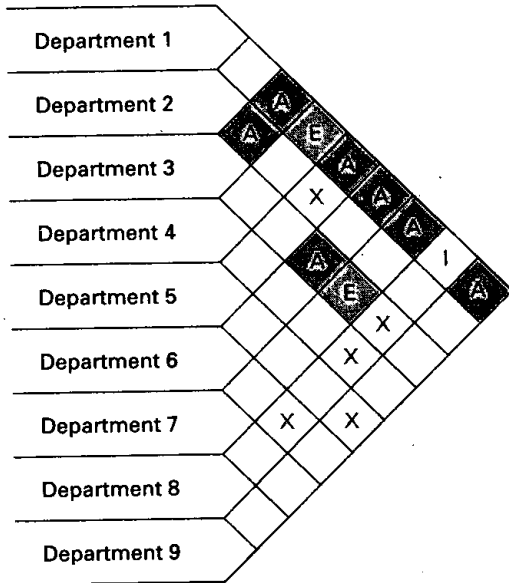 Department 1
A
Department 2
A E
Department 3
A
X A
Department 4
A
A I
Department 5
E A
X
Department 6
X
Department 7
X X
Department 8
Department 9